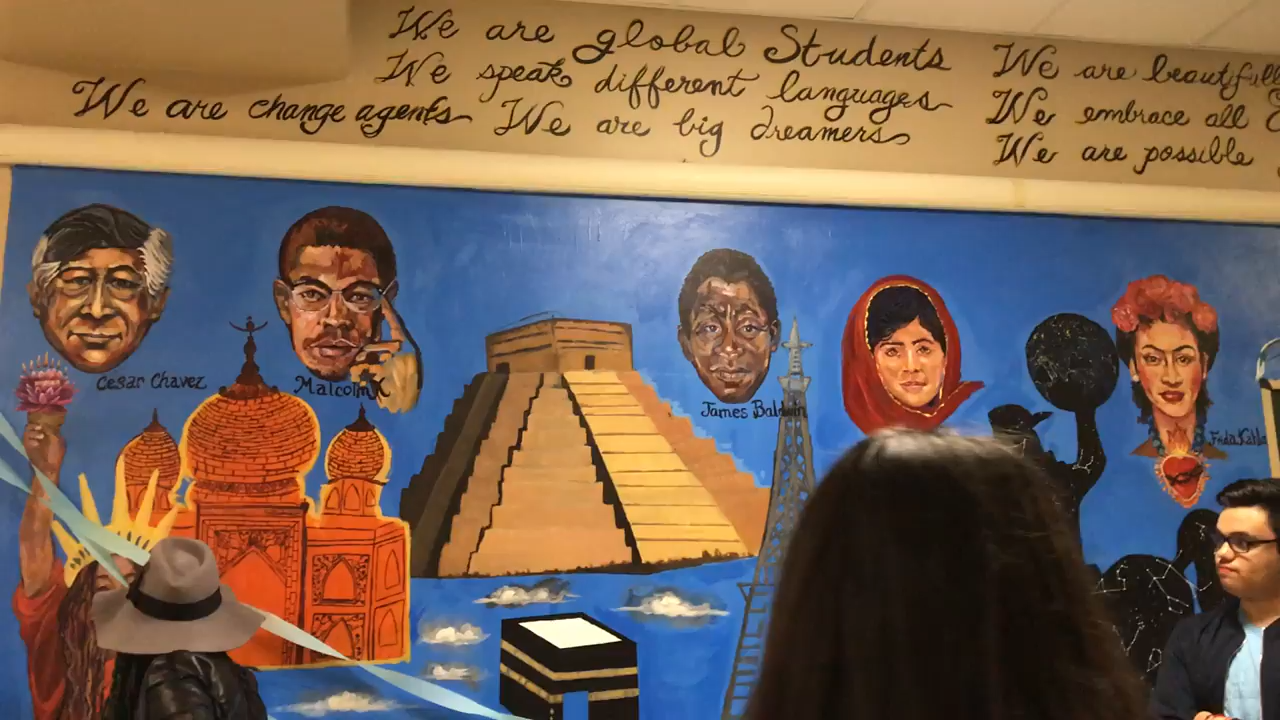 We are global Students
We speak different languages
We are change agents We are big dreamers
We are beautiful
We embrace all
We are possible
Cesar Chavez
Malcolm X
James Baldwin
Frida Kahlo